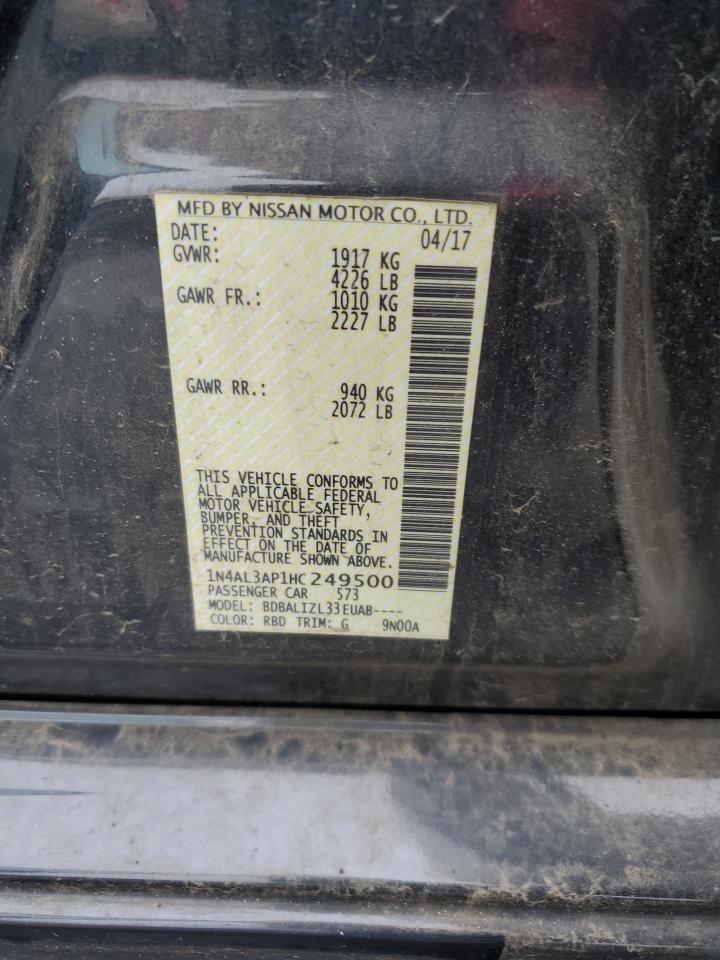 MFD BY NISSAN MOTOR CO., LTD.
DATE: 04/17
GVWR: 1917 KG
4226 LB
GAWR FR.: 1010 KG
2227 LB
GAWR RR.: 940 KG
2072 LB
THIS VEHICLE CONFORMS TO
ALL APPLICABLE FEDERAL
MOTOR VEHICLE SAFETY,
BUMPER, AND THEFT
PREVENTION STANDARDS IN
EFFECT ON THE DATE OF
MANUFACTURE SHOWN ABOVE.
1N4AL3AP1HC249500
PASSENGER CAR 573
MODEL: BDBALIZL33EUAB----
COLOR: RBD TRIM: G 9N00A